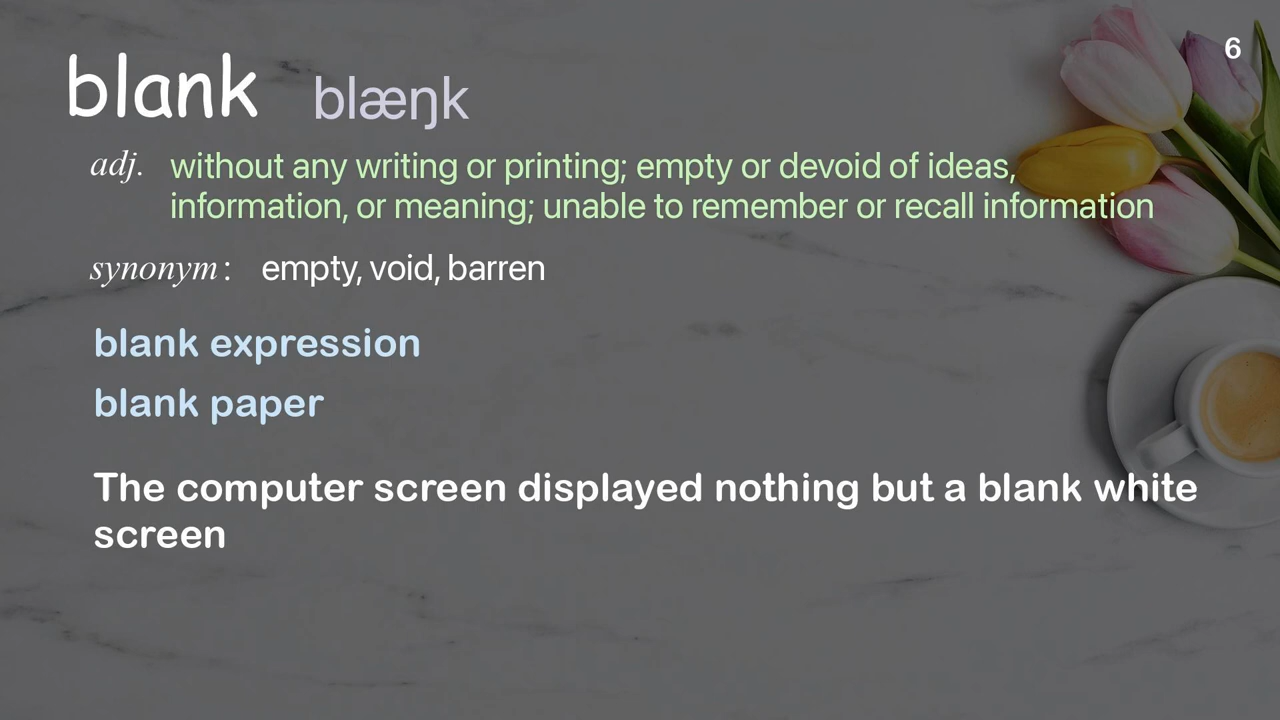 6
blank blæŋk
adj. without any writing or printing; empty or devoid of ideas,
information, or meaning; unable to remember or recall information
synonym: empty, void, barren
blank expression
blank paper
The computer screen displayed nothing but a blank white
screen